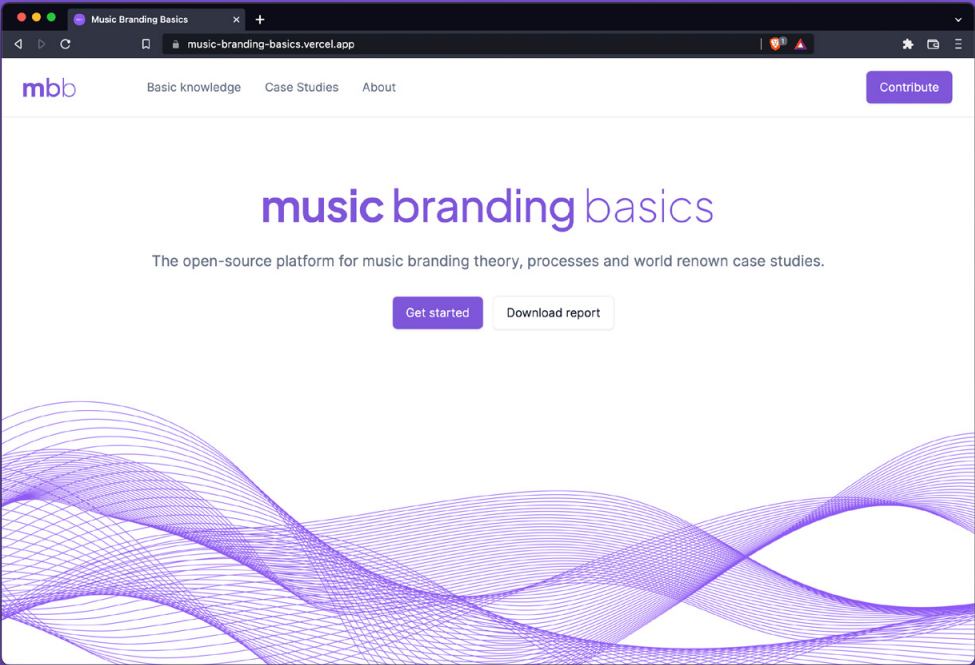 Music Branding Basics
music-branding-basics.vercel.app
mbb
Basic knowledge
Case Studies
About
Contribute
music branding basics
The open-source platform for music branding theory, processes and world renown case studies.
Get started
Download report